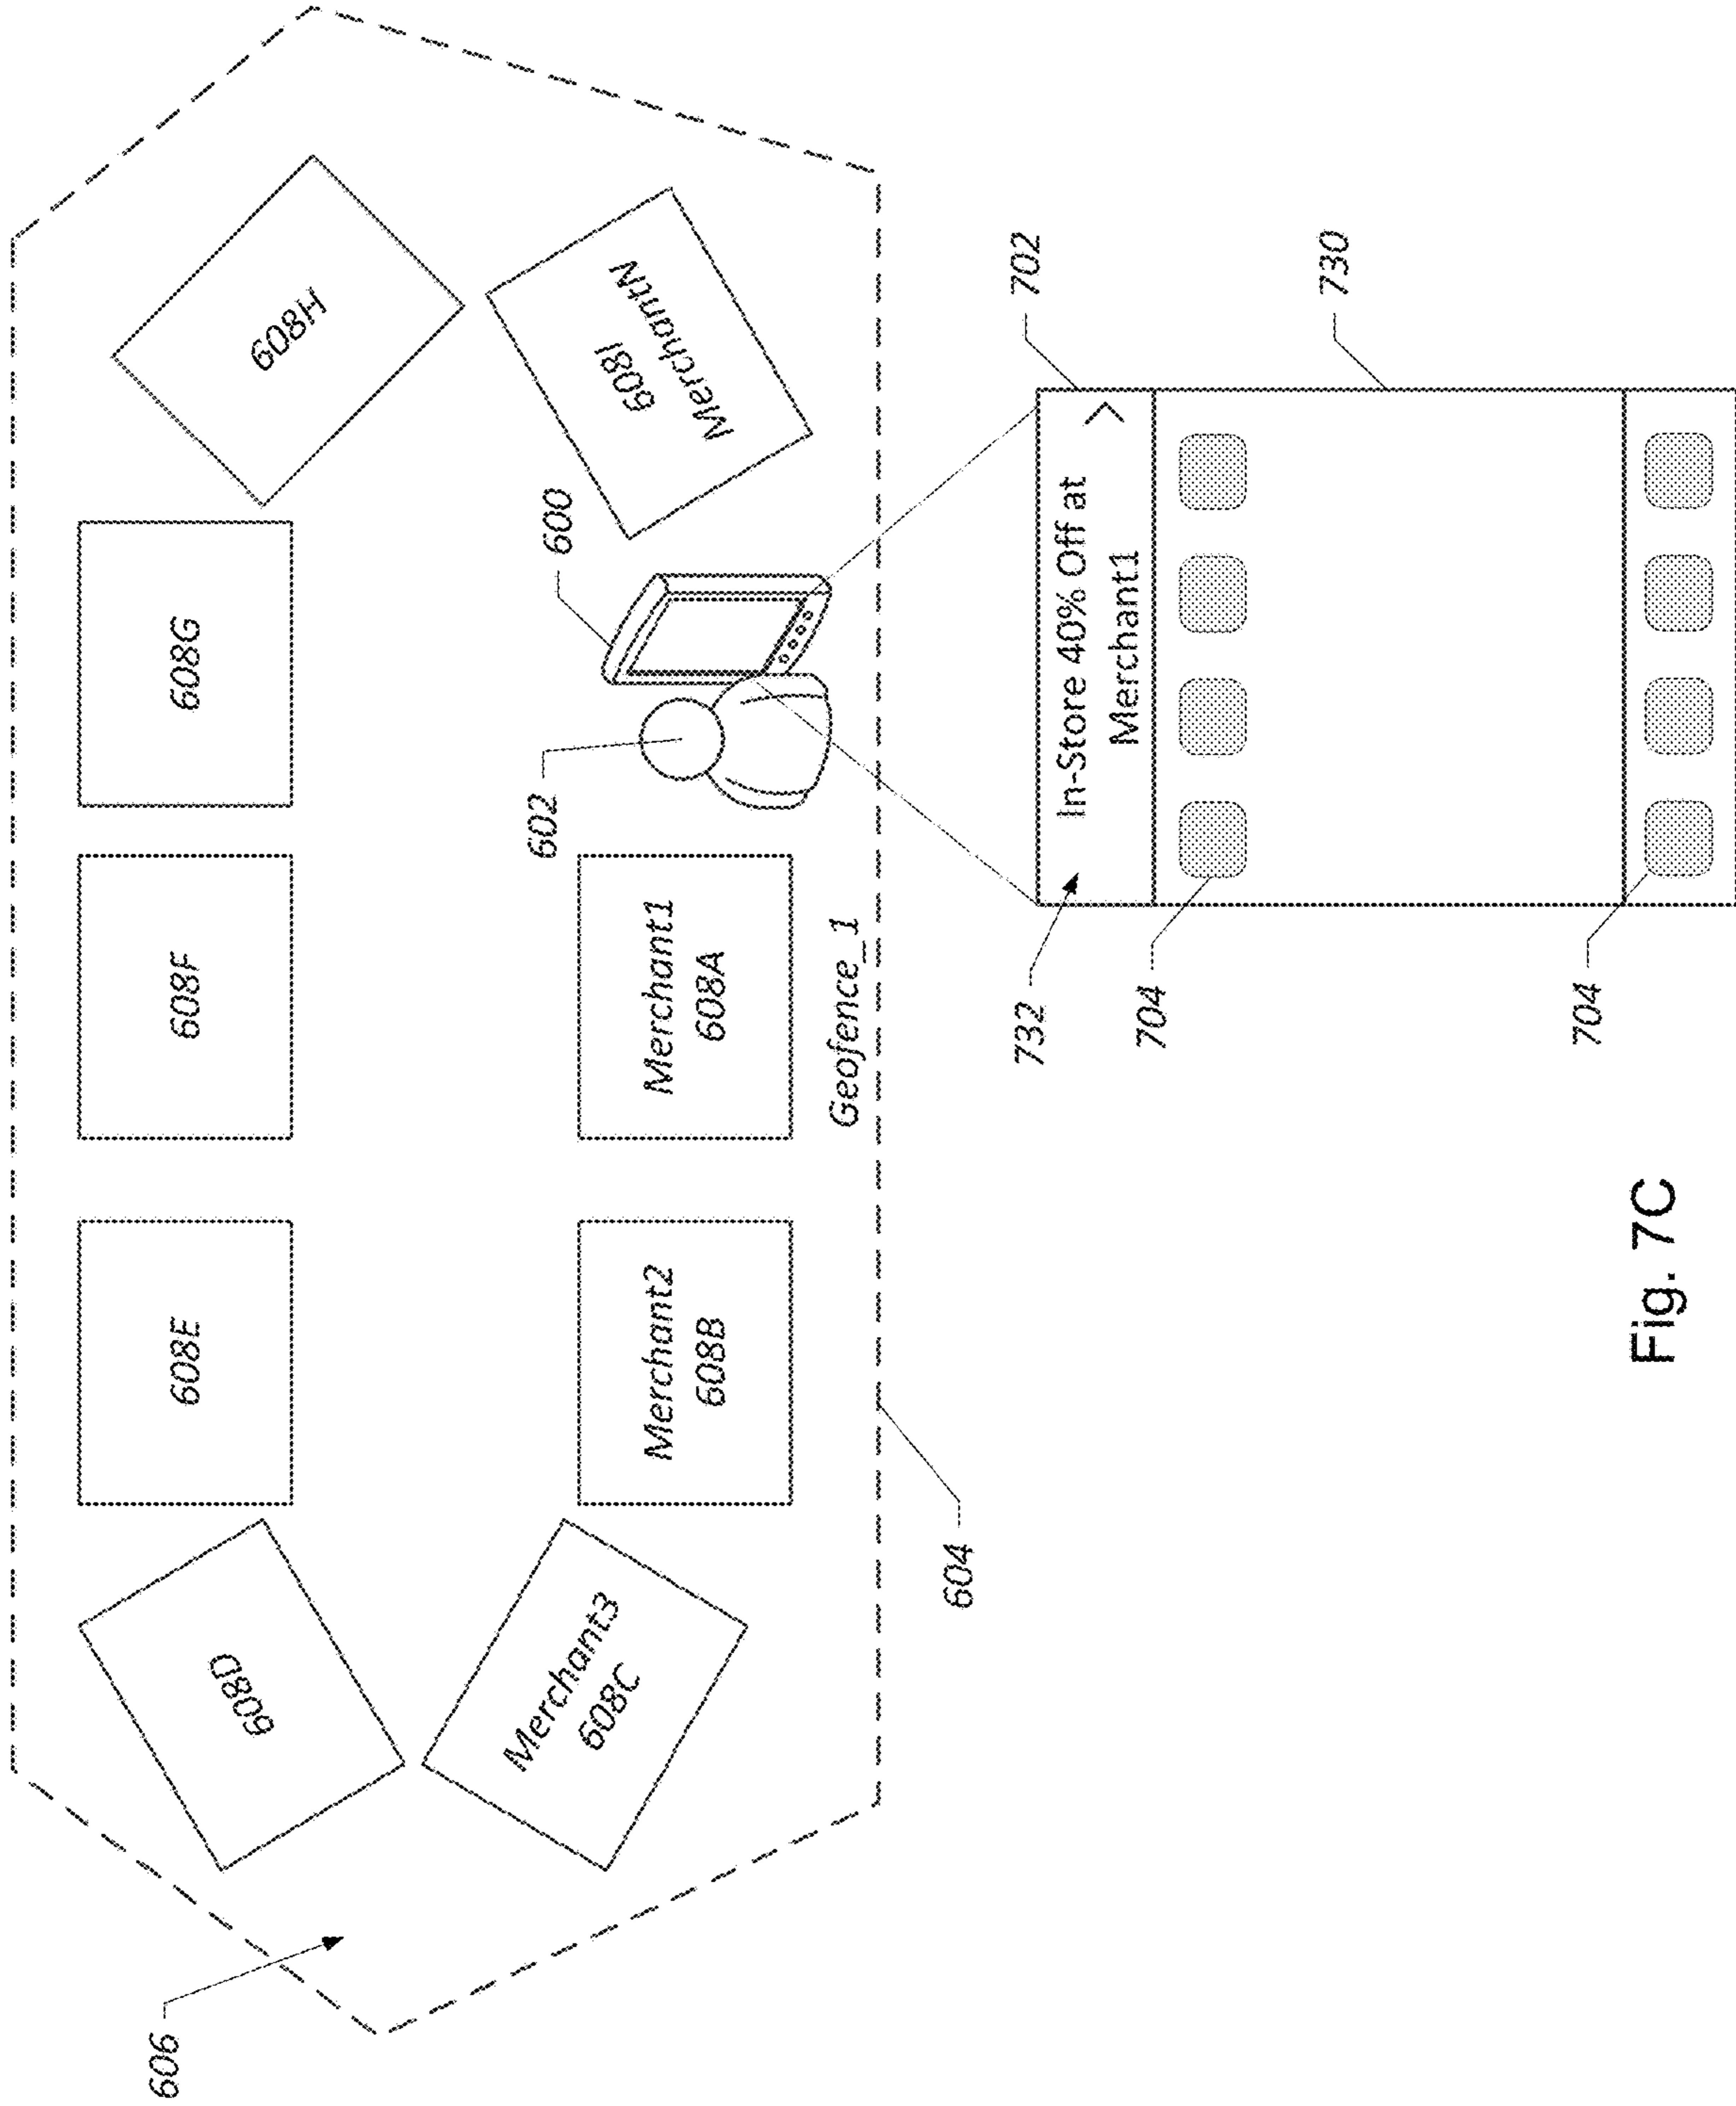 606
608D
608E
608F
608G
608H
Merchant3
608C
Merchant2
608B
Merchant1
608A
608I
MerchantN
602
600
Geofence_1
604
732
In-Store 40% Off at
Merchant1
>
702
704
730
704
Fig. 7C